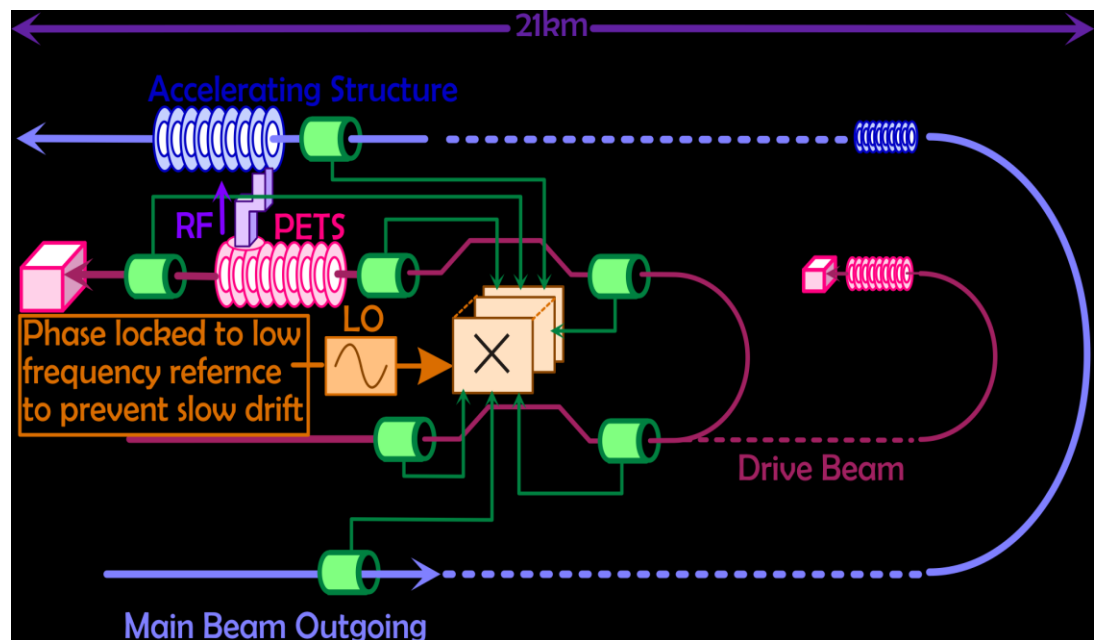 21km
Accelerating Structure
RF
PETS
LO
Phase locked to low
frequency refernce
to prevent slow drift
Drive Beam
Main Beam Outgoing